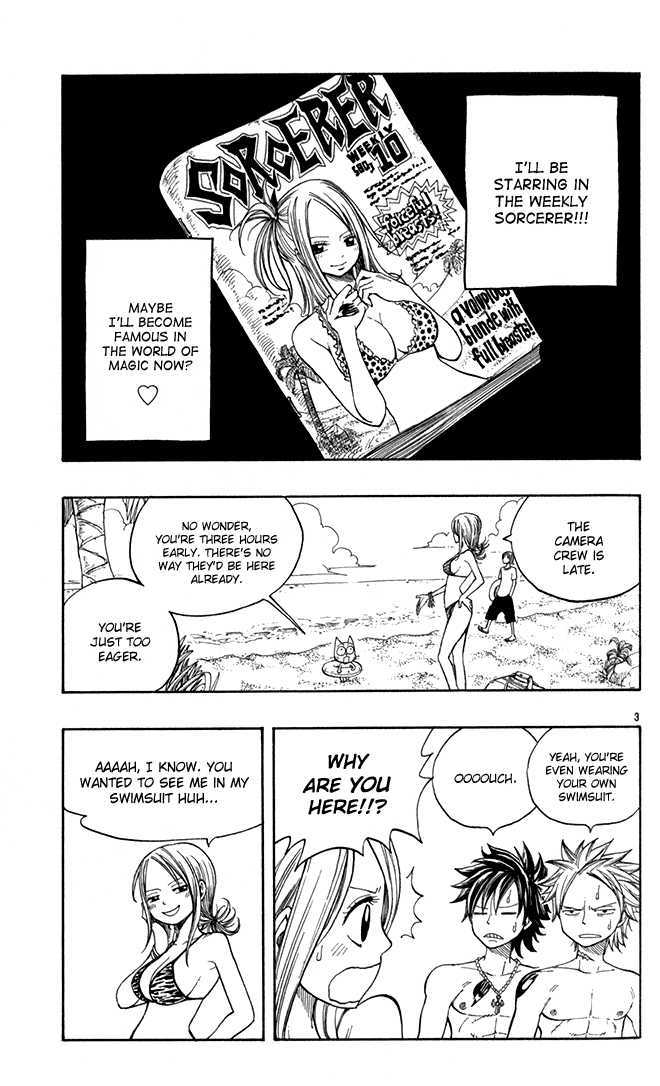 I'LL BE
STARRING IN
THE WEEKLY
SORCERER!!!
SORCERER
WEEKLY
10
forcefull
breasts!
a voluptuous
blonde with
full breasts!
MAYBE
I'LL BECOME
FAMOUS IN
THE WORLD OF
MAGIC NOW?
♡
THE
CAMERA
CREW IS
LATE.
NO WONDER,
YOU'RE THREE HOURS
EARLY. THERE'S NO
WAY THEY'D BE HERE
ALREADY.
YOU'RE
JUST TOO
EAGER.
3
YEAH, YOU'RE
EVEN WEARING
YOUR OWN
SWIMSUIT.
OOOOUCH.
WHY
ARE YOU
HERE!!?
AAAAH, I KNOW. YOU
WANTED TO SEE ME IN MY
SWIMSUIT HUH...